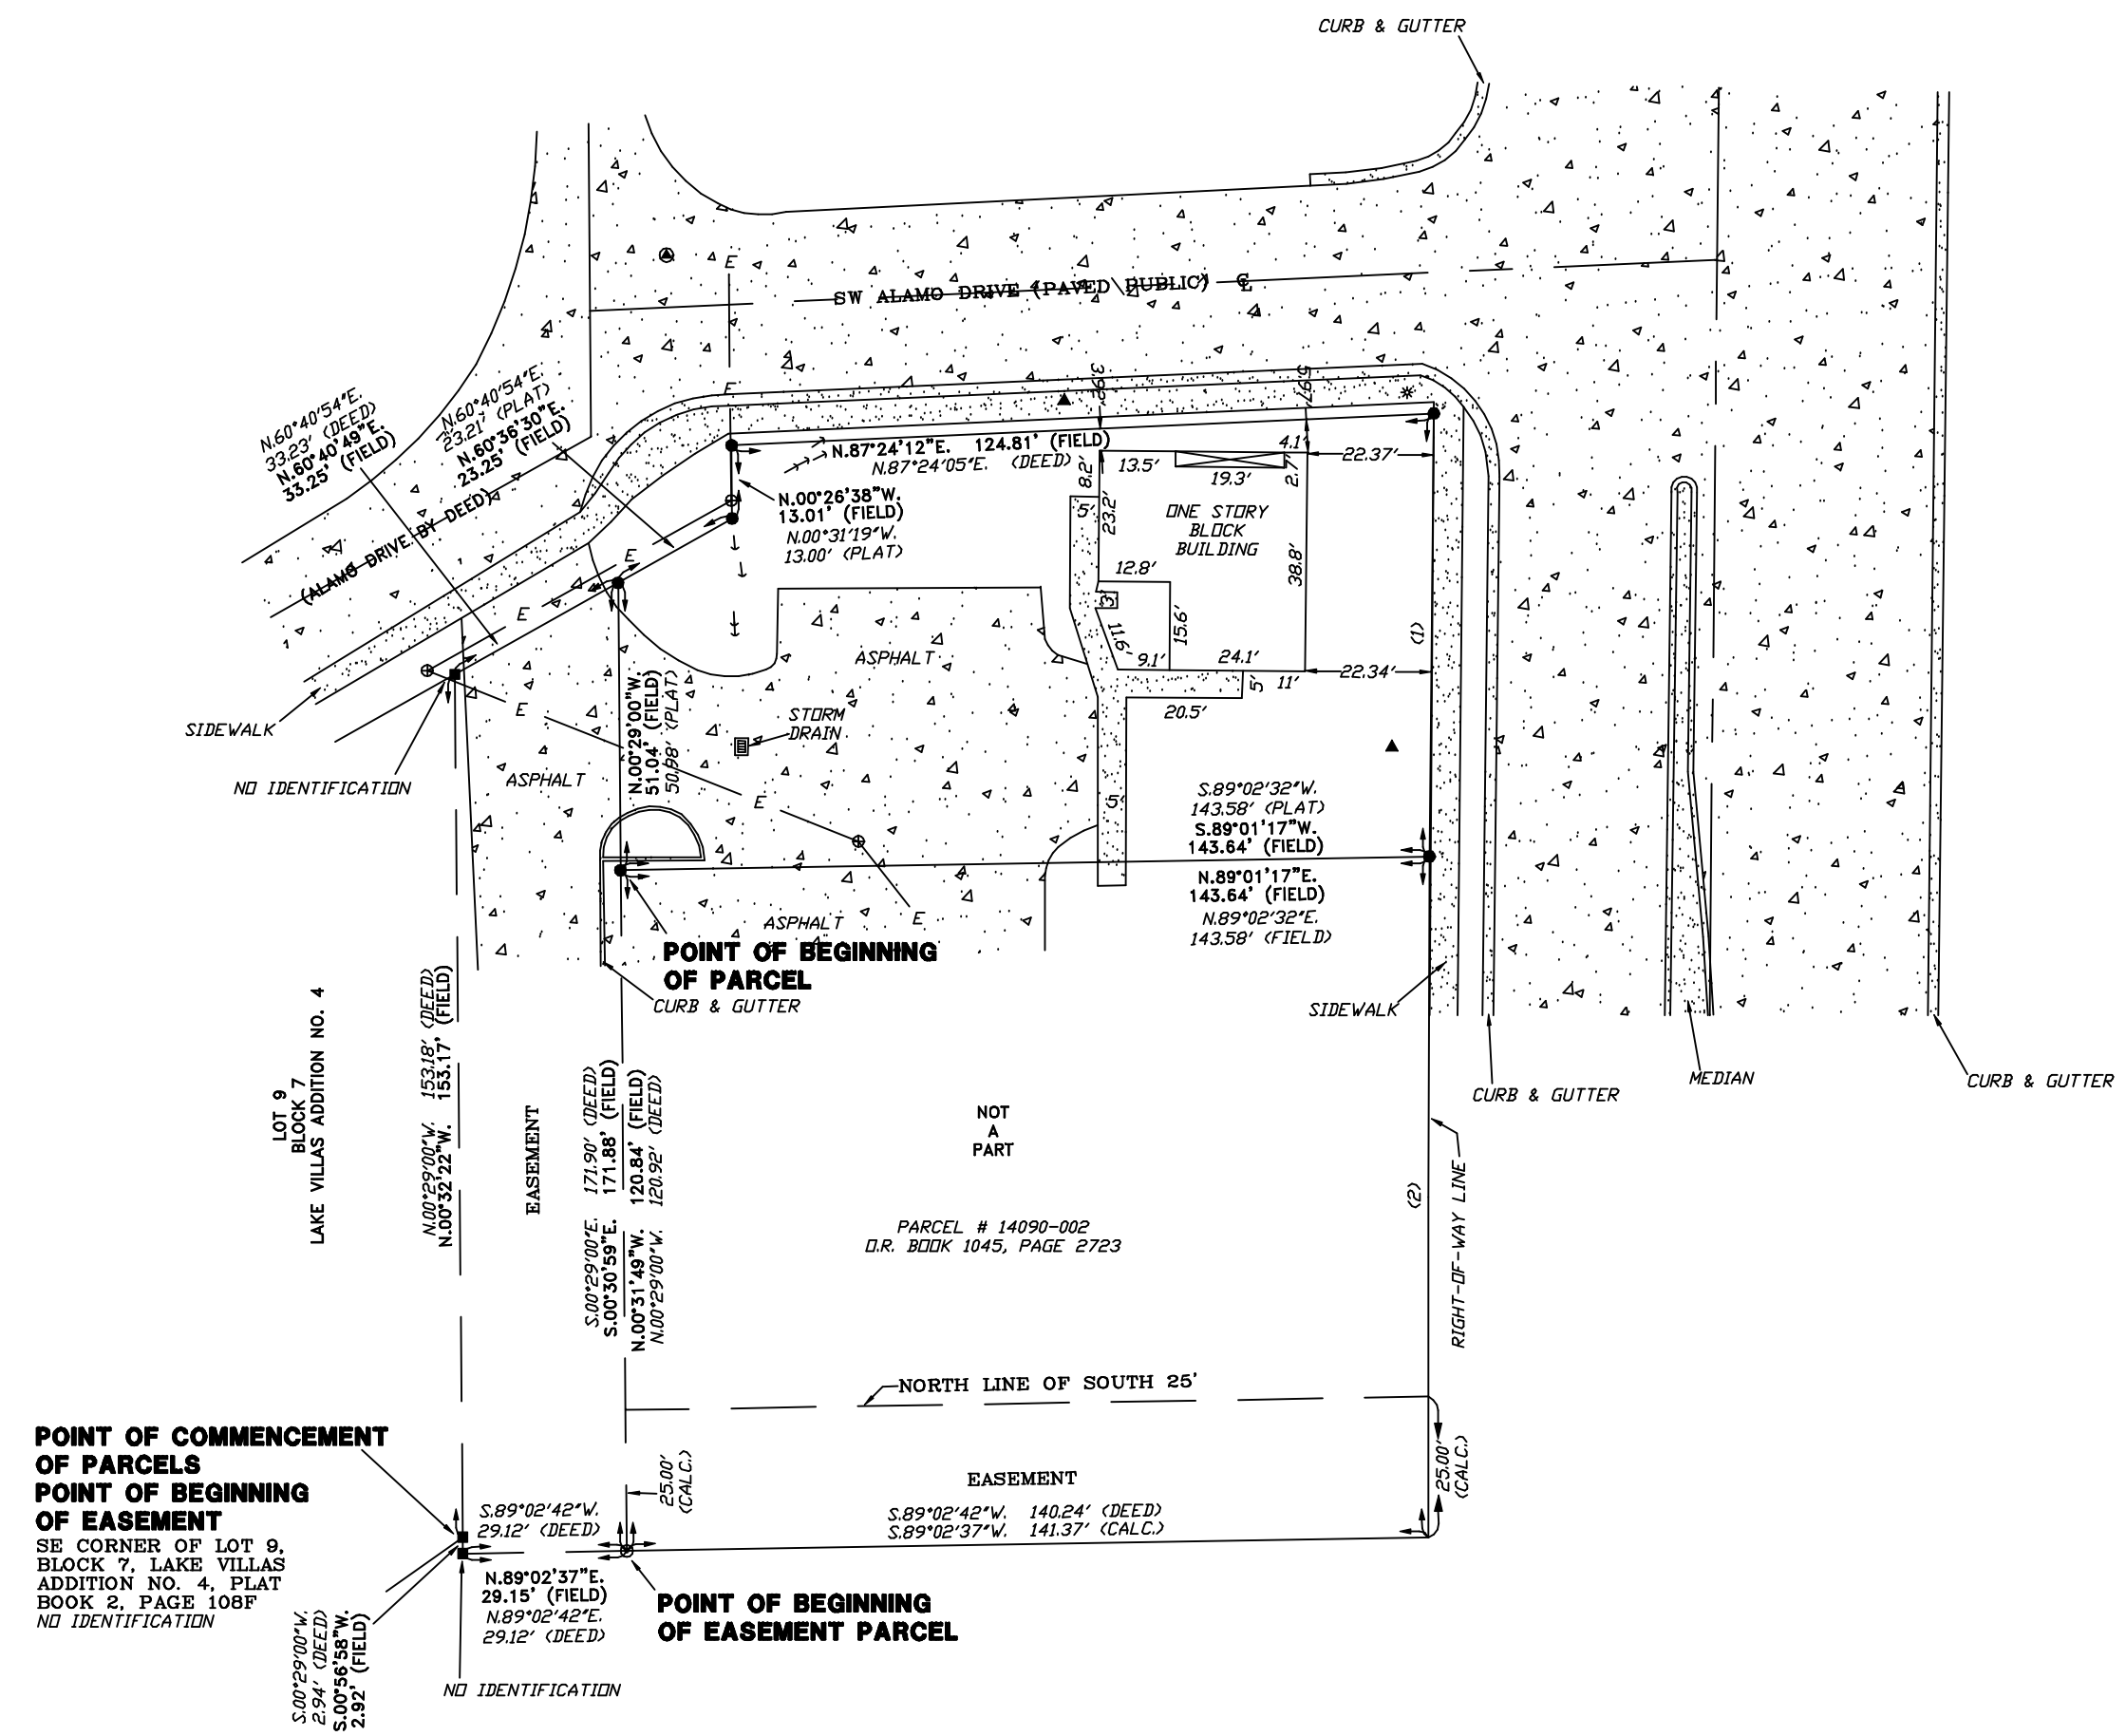 CURB & GUTTER
E
SW ALAMO DRIVE (PAVED\PUBLIC) ℄
E
N.60°40'54"E.
33.23' (DEED)
N.60°40'49"E.
33.25' (FIELD)
N.60°40'54"E.
23.21' (PLAT)
N.60°36'30"E.
23.25' (FIELD)
(ALAMO DRIVE BY DEED)
3.92'
5.97'
N.87°24'12"E. 124.81' (FIELD)
N.87°24'05"E. (DEED)
N.00°26'38"W.
13.01' (FIELD)
N.00°31'19"W.
13.00' (PLAT)
8.2'
13.5'
4.1'
19.3'
2.7'
22.37'
5'
23.2'
ONE STORY
BLOCK
BUILDING
38.8'
12.8'
3'
11.6'
15.6'
9.1'
24.1'
22.34'
5'
11'
20.5'
(1)
E
E
E
SIDEWALK
NO IDENTIFICATION
ASPHALT
ASPHALT
STORM
DRAIN
N.00°29'00"W.
51.04' (FIELD)
50.98' (PLAT)
E
5'
S.89°02'32"W.
143.58' (PLAT)
S.89°01'17"W.
143.64' (FIELD)
N.89°01'17"E.
143.64' (FIELD)
N.89°02'32"E.
143.58' (FIELD)
E
ASPHALT
POINT OF BEGINNING
OF PARCEL
CURB & GUTTER
SIDEWALK
CURB & GUTTER
MEDIAN
CURB & GUTTER
LOT 9
BLOCK 7
LAKE VILLAS ADDITION NO. 4
N.00°29'00"W. 153.18' (DEED)
N.00°32'22"W. 153.17' (FIELD)
EASEMENT
S.00°29'00"E. 171.90' (DEED)
S.00°30'59"E. 171.88' (FIELD)
N.00°31'49"W. 120.84' (FIELD)
N.00°29'00"W. 120.92' (DEED)
NOT
A
PART
PARCEL # 14090-002
O.R. BOOK 1045, PAGE 2723
(2)
RIGHT-OF-WAY LINE
NORTH LINE OF SOUTH 25'
25.00'
(CALC.)
EASEMENT
25.00'
(CALC.)
S.89°02'42"W. 140.24' (DEED)
S.89°02'37"W. 141.37' (CALC.)
POINT OF COMMENCEMENT
OF PARCELS
POINT OF BEGINNING
OF EASEMENT
SE CORNER OF LOT 9,
BLOCK 7, LAKE VILLAS
ADDITION NO. 4, PLAT
BOOK 2, PAGE 108F
NO IDENTIFICATION
S.89°02'42"W.
29.12' (DEED)
N.89°02'37"E.
29.15' (FIELD)
N.89°02'42"E.
29.12' (DEED)
POINT OF BEGINNING
OF EASEMENT PARCEL
S.00°29'00"W.
2.94' (DEED)
S.00°56'58"W.
2.92' (FIELD)
NO IDENTIFICATION